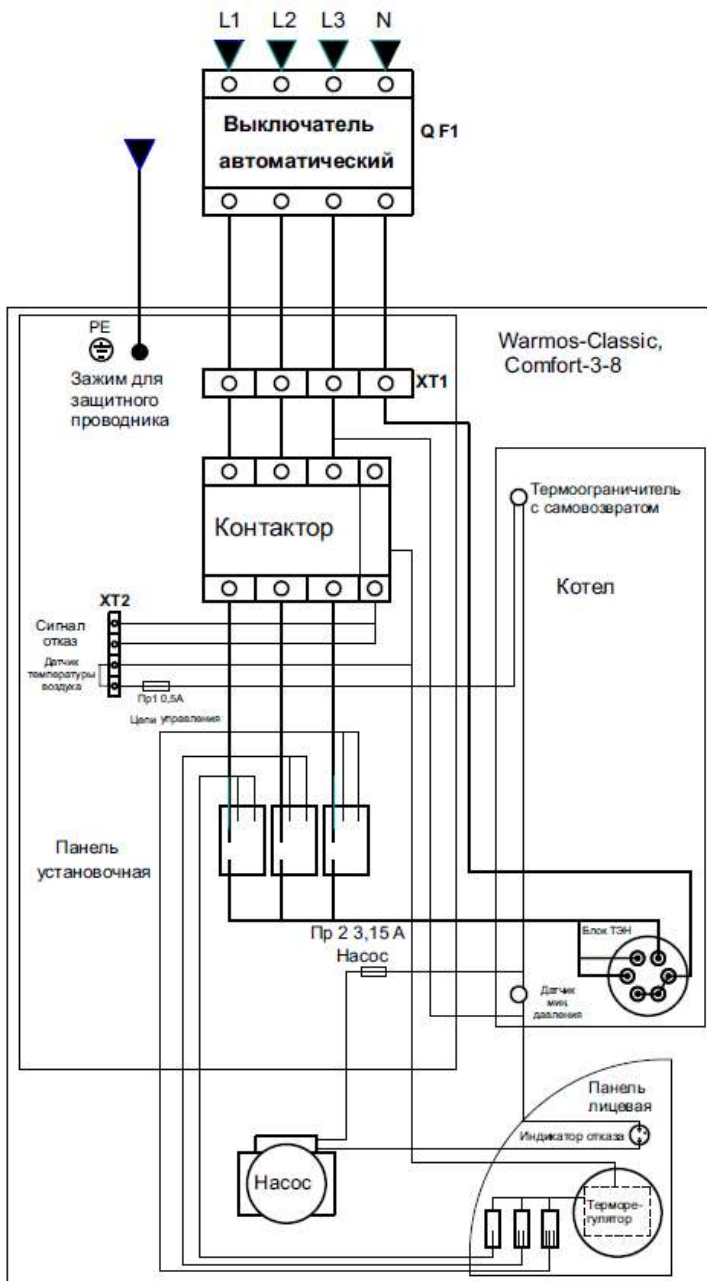 L1 L2 L3 N
Выключатель
автоматический
Q F1
PE
Зажим для
защитного
проводника
XT1
Warmos-Classic,
Comfort-3-8
Термоограничитель
с самовозвратом
Контактор
Котел
XT2
Сигнал
отказ
Датчик
температуры
воздуха
Пр1 0,5А
Цепи управления
Панель
установочная
Пр 2 3,15 А
Насос
Блок ТЭН
Датчик
мин.
давления
Панель
лицевая
Индикатор отказа
Насос
Терморе-
гулятор